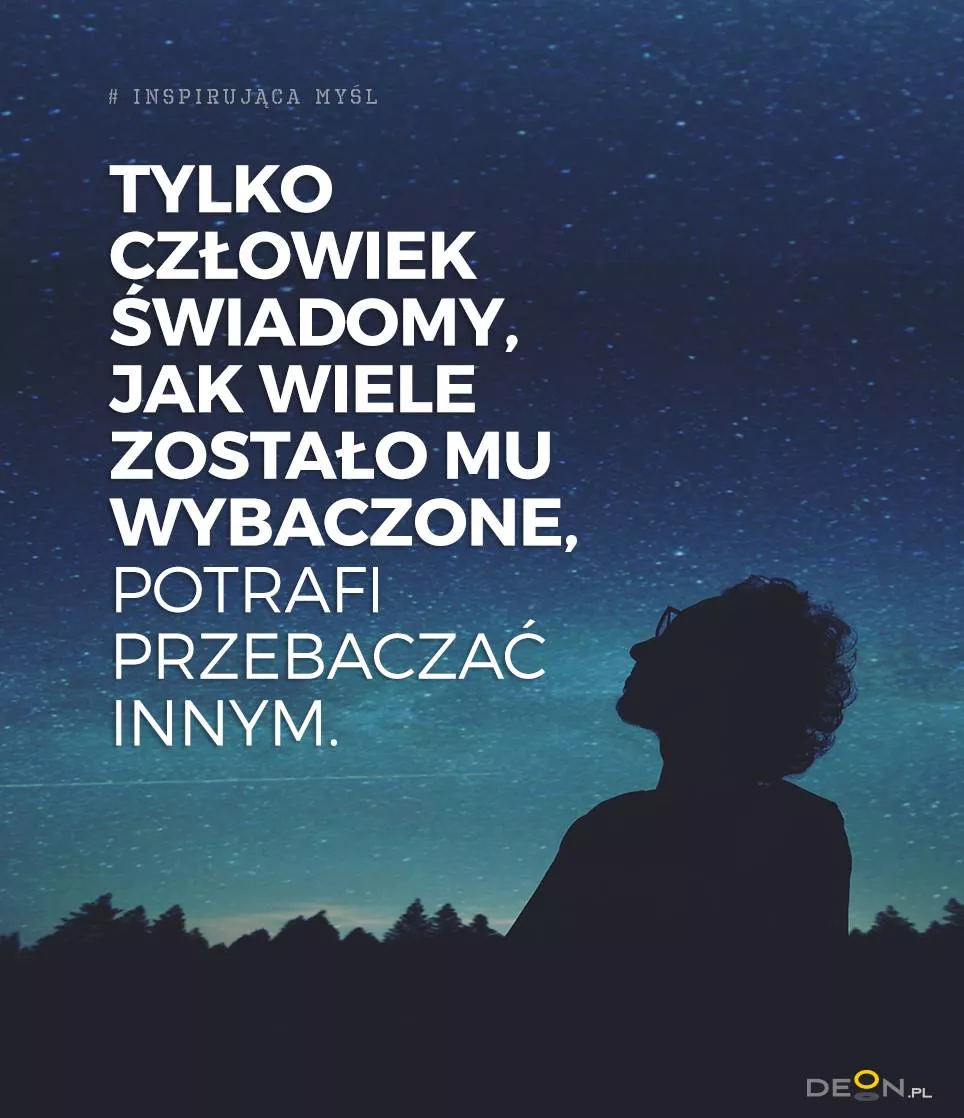 # INSPIRUJĄCA MYŚL
TYLKO
CZŁOWIEK
ŚWIADOMY,
JAK WIELE
ZOSTAŁO MU
WYBACZONE,
POTRAFI
PRZEBACZAĆ
INNYM.
DEON.PL